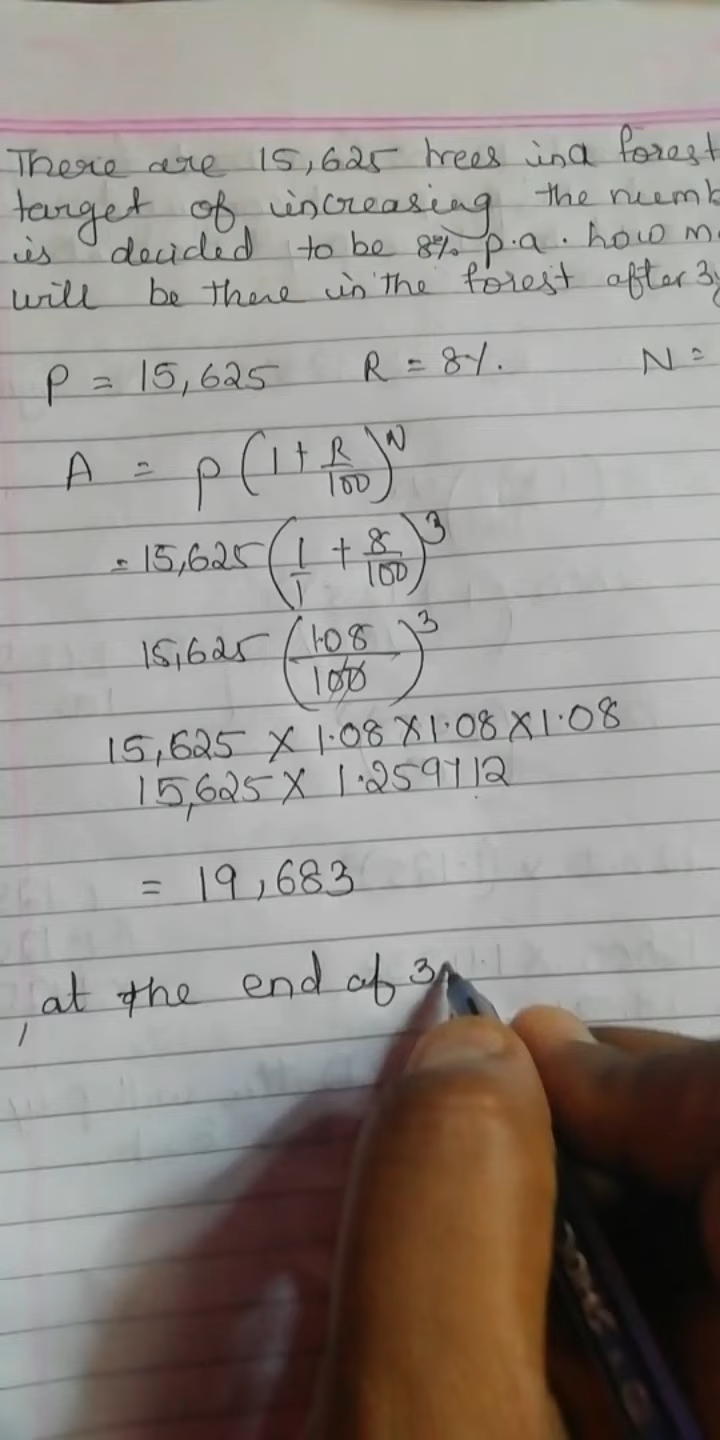 There are 15,625 trees in a forest
target of increasing the numb
is decided to be 8% p.a. how m
will be there in the forest after 3y
P = 15,625 R = 8%. N =
A = P(1 + R/100)^N
= 15,625(1/1 + 8/100)^3
15,625(108/100)^3
15,625 × 1.08 × 1.08 × 1.08
15,625 × 1.259712
= 19,683
at the end of 3